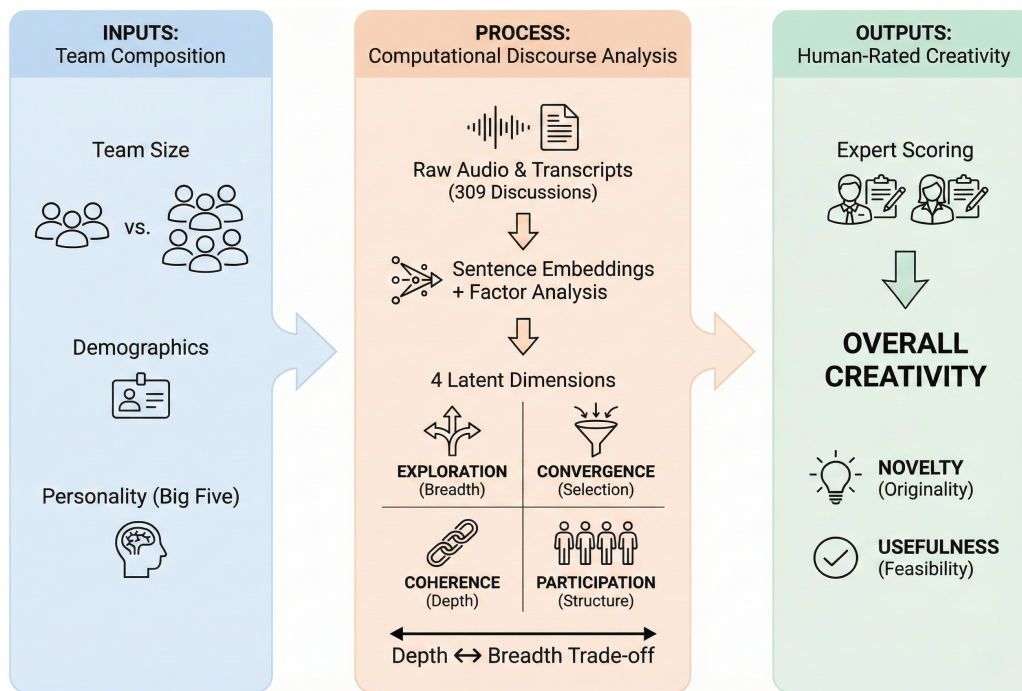 INPUTS:
Team Composition
Team Size
vs.
Demographics
Personality (Big Five)
PROCESS:
Computational Discourse Analysis
Raw Audio & Transcripts
(309 Discussions)
Sentence Embeddings
+ Factor Analysis
4 Latent Dimensions
EXPLORATION
(Breadth)
CONVERGENCE
(Selection)
COHERENCE
(Depth)
PARTICIPATION
(Structure)
Depth ↔ Breadth Trade-off
OUTPUTS:
Human-Rated Creativity
Expert Scoring
OVERALL
CREATIVITY
NOVELTY
(Originality)
USEFULNESS
(Feasibility)